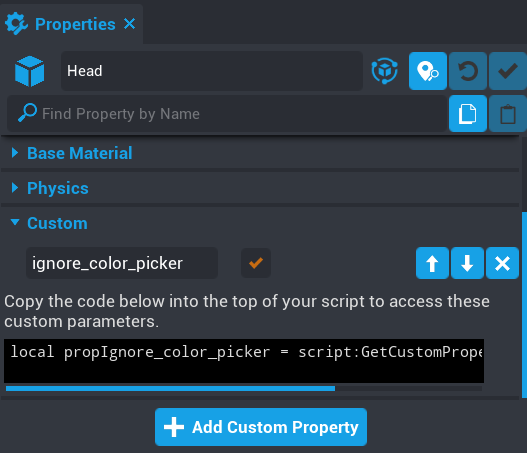 Properties
Head
Find Property by Name
Base Material
Physics
Custom
ignore_color_picker
Copy the code below into the top of your script to access these
custom parameters.
local propIgnore_color_picker = script:GetCustomPrope
Add Custom Property